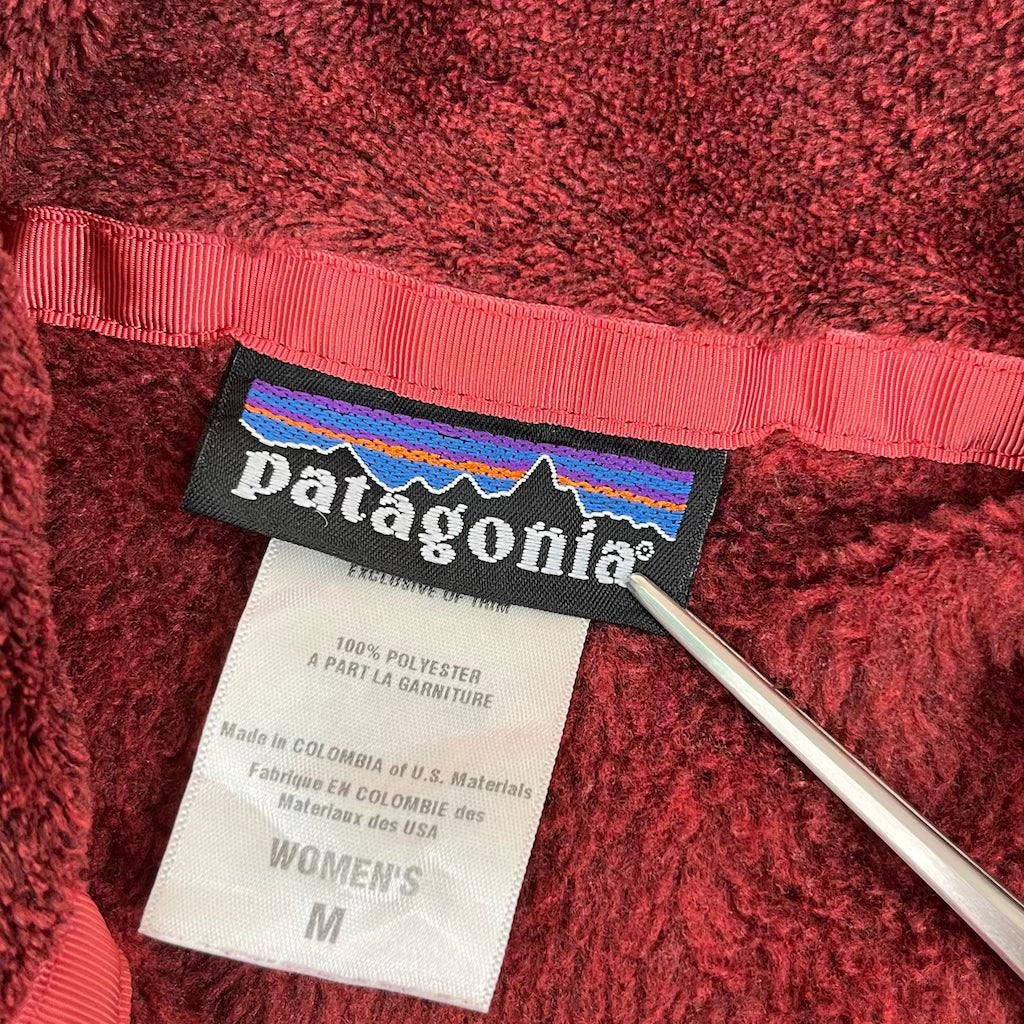 patagonia®
EXCLUSIVE OF TRIM
100% POLYESTER
A PART LA GARNITURE
Made in COLOMBIA of U.S. Materials
Fabrique EN COLOMBIE des
Materiaux des USA
WOMEN'S
M